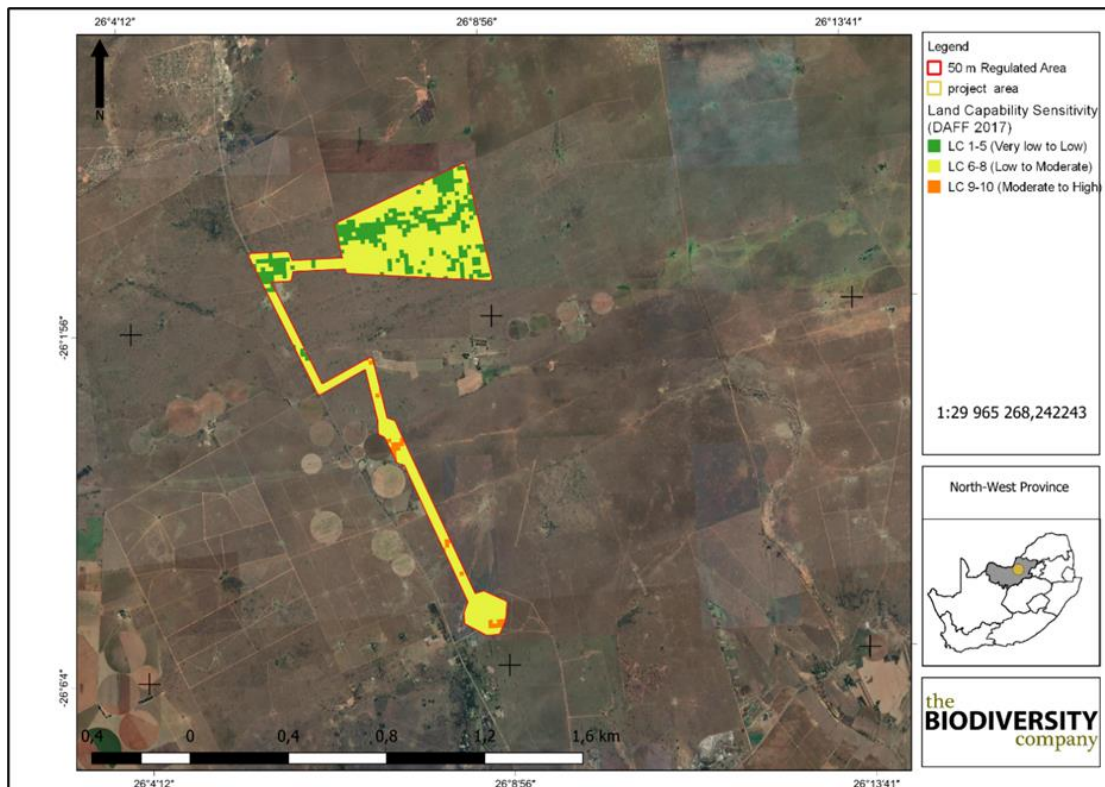 26°4'12"
26°8'56"
26°13'41"
N
-26°1'56"
-26°6'4"
0,4
0
0,4
0,8
1,2
1,6 km
26°4'12"
26°8'56"
26°13'41"
Legend
50 m Regulated Area
project area
Land Capability Sensitivity
(DAFF 2017)
LC 1-5 (Very low to Low)
LC 6-8 (Low to Moderate)
LC 9-10 (Moderate to High)
1:29 965 268,242243
North-West Province
the
BIODIVERSITY
company